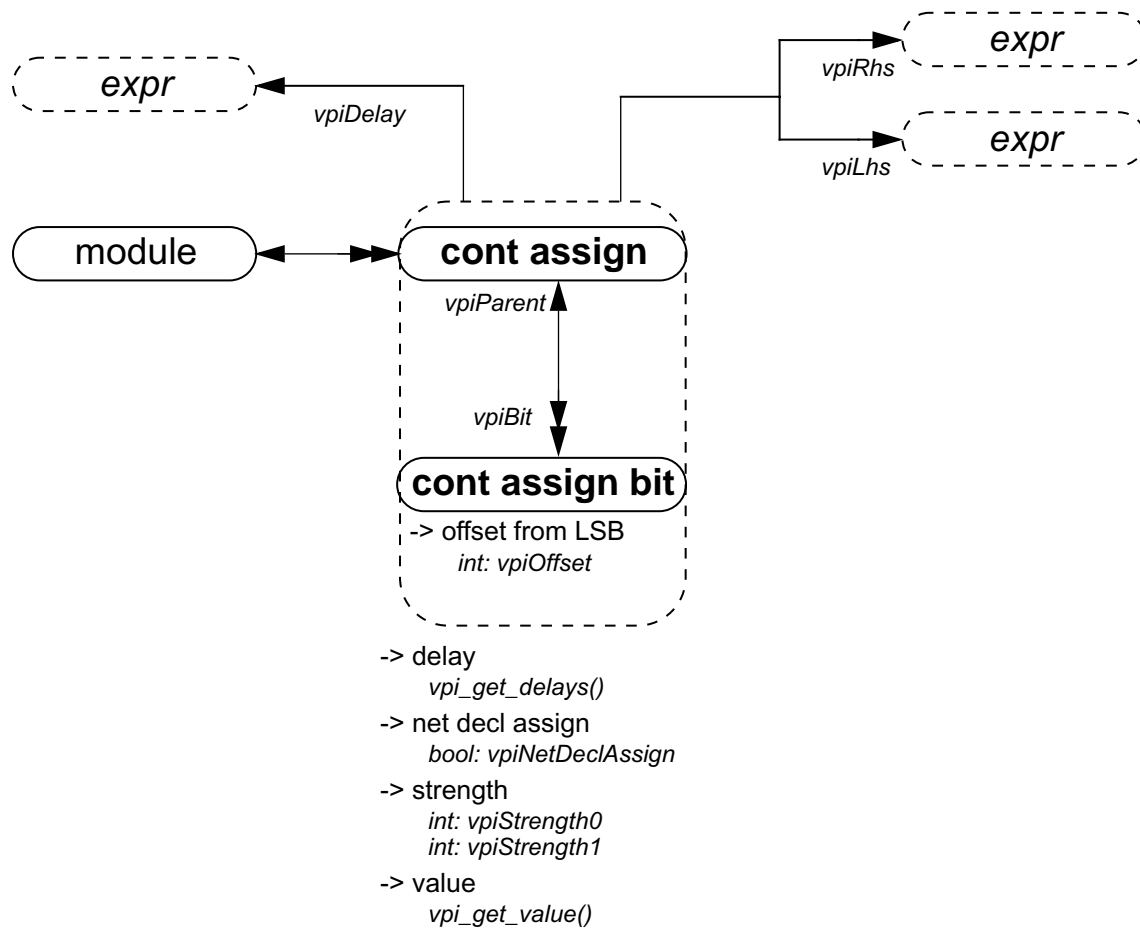 expr
vpiRhs
expr
vpiDelay
expr
vpiLhs
module
cont assign
vpiParent
vpiBit
cont assign bit
-> offset from LSB
int: vpiOffset
-> delay
vpi_get_delays()
-> net decl assign
bool: vpiNetDeclAssign
-> strength
int: vpiStrength0
int: vpiStrength1
-> value
vpi_get_value()